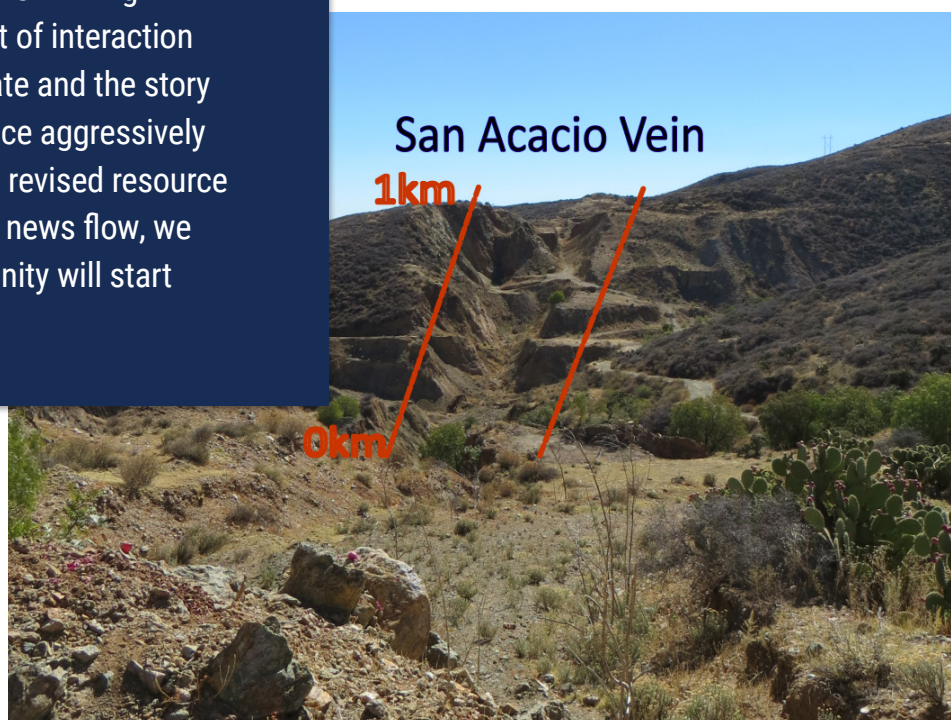 t of interaction
ate and the story
ce aggressively
revised resource
news flow, we
nity will start
San Acacio Vein
1km
0km